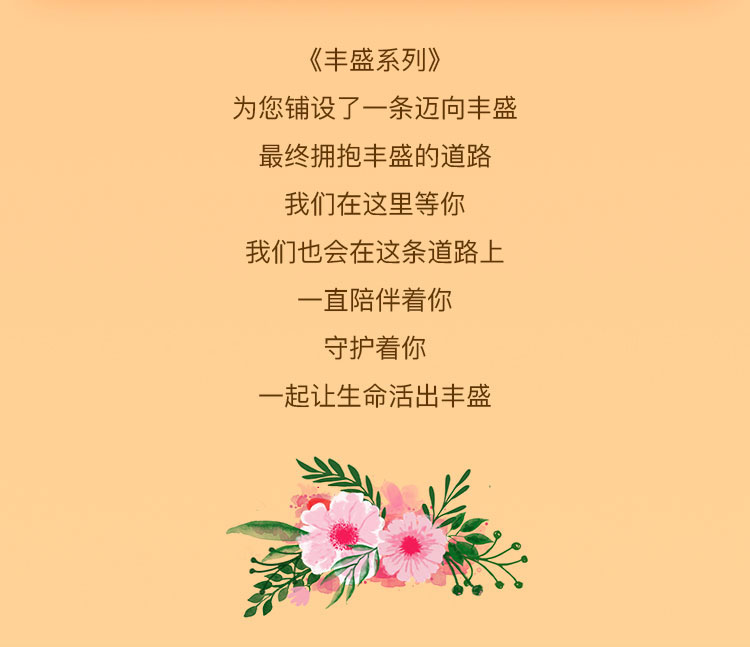 《丰盛系列》
为您铺设了一条迈向丰盛
最终拥抱丰盛的道路
我们在这里等你
我们也会在这条道路上
一直陪伴着你
守护着你
一起让生命活出丰盛